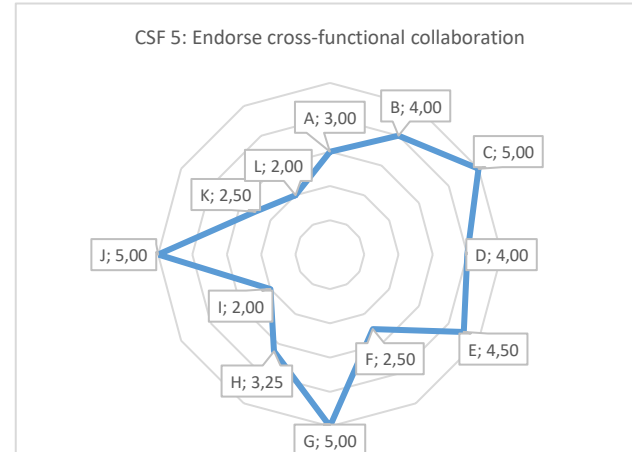 CSF 5: Endorse cross-functional collaboration
A; 3,00
B; 4,00
C; 5,00
D; 4,00
E; 4,50
F; 2,50
G; 5,00
H; 3,25
I; 2,00
J; 5,00
K; 2,50
L; 2,00